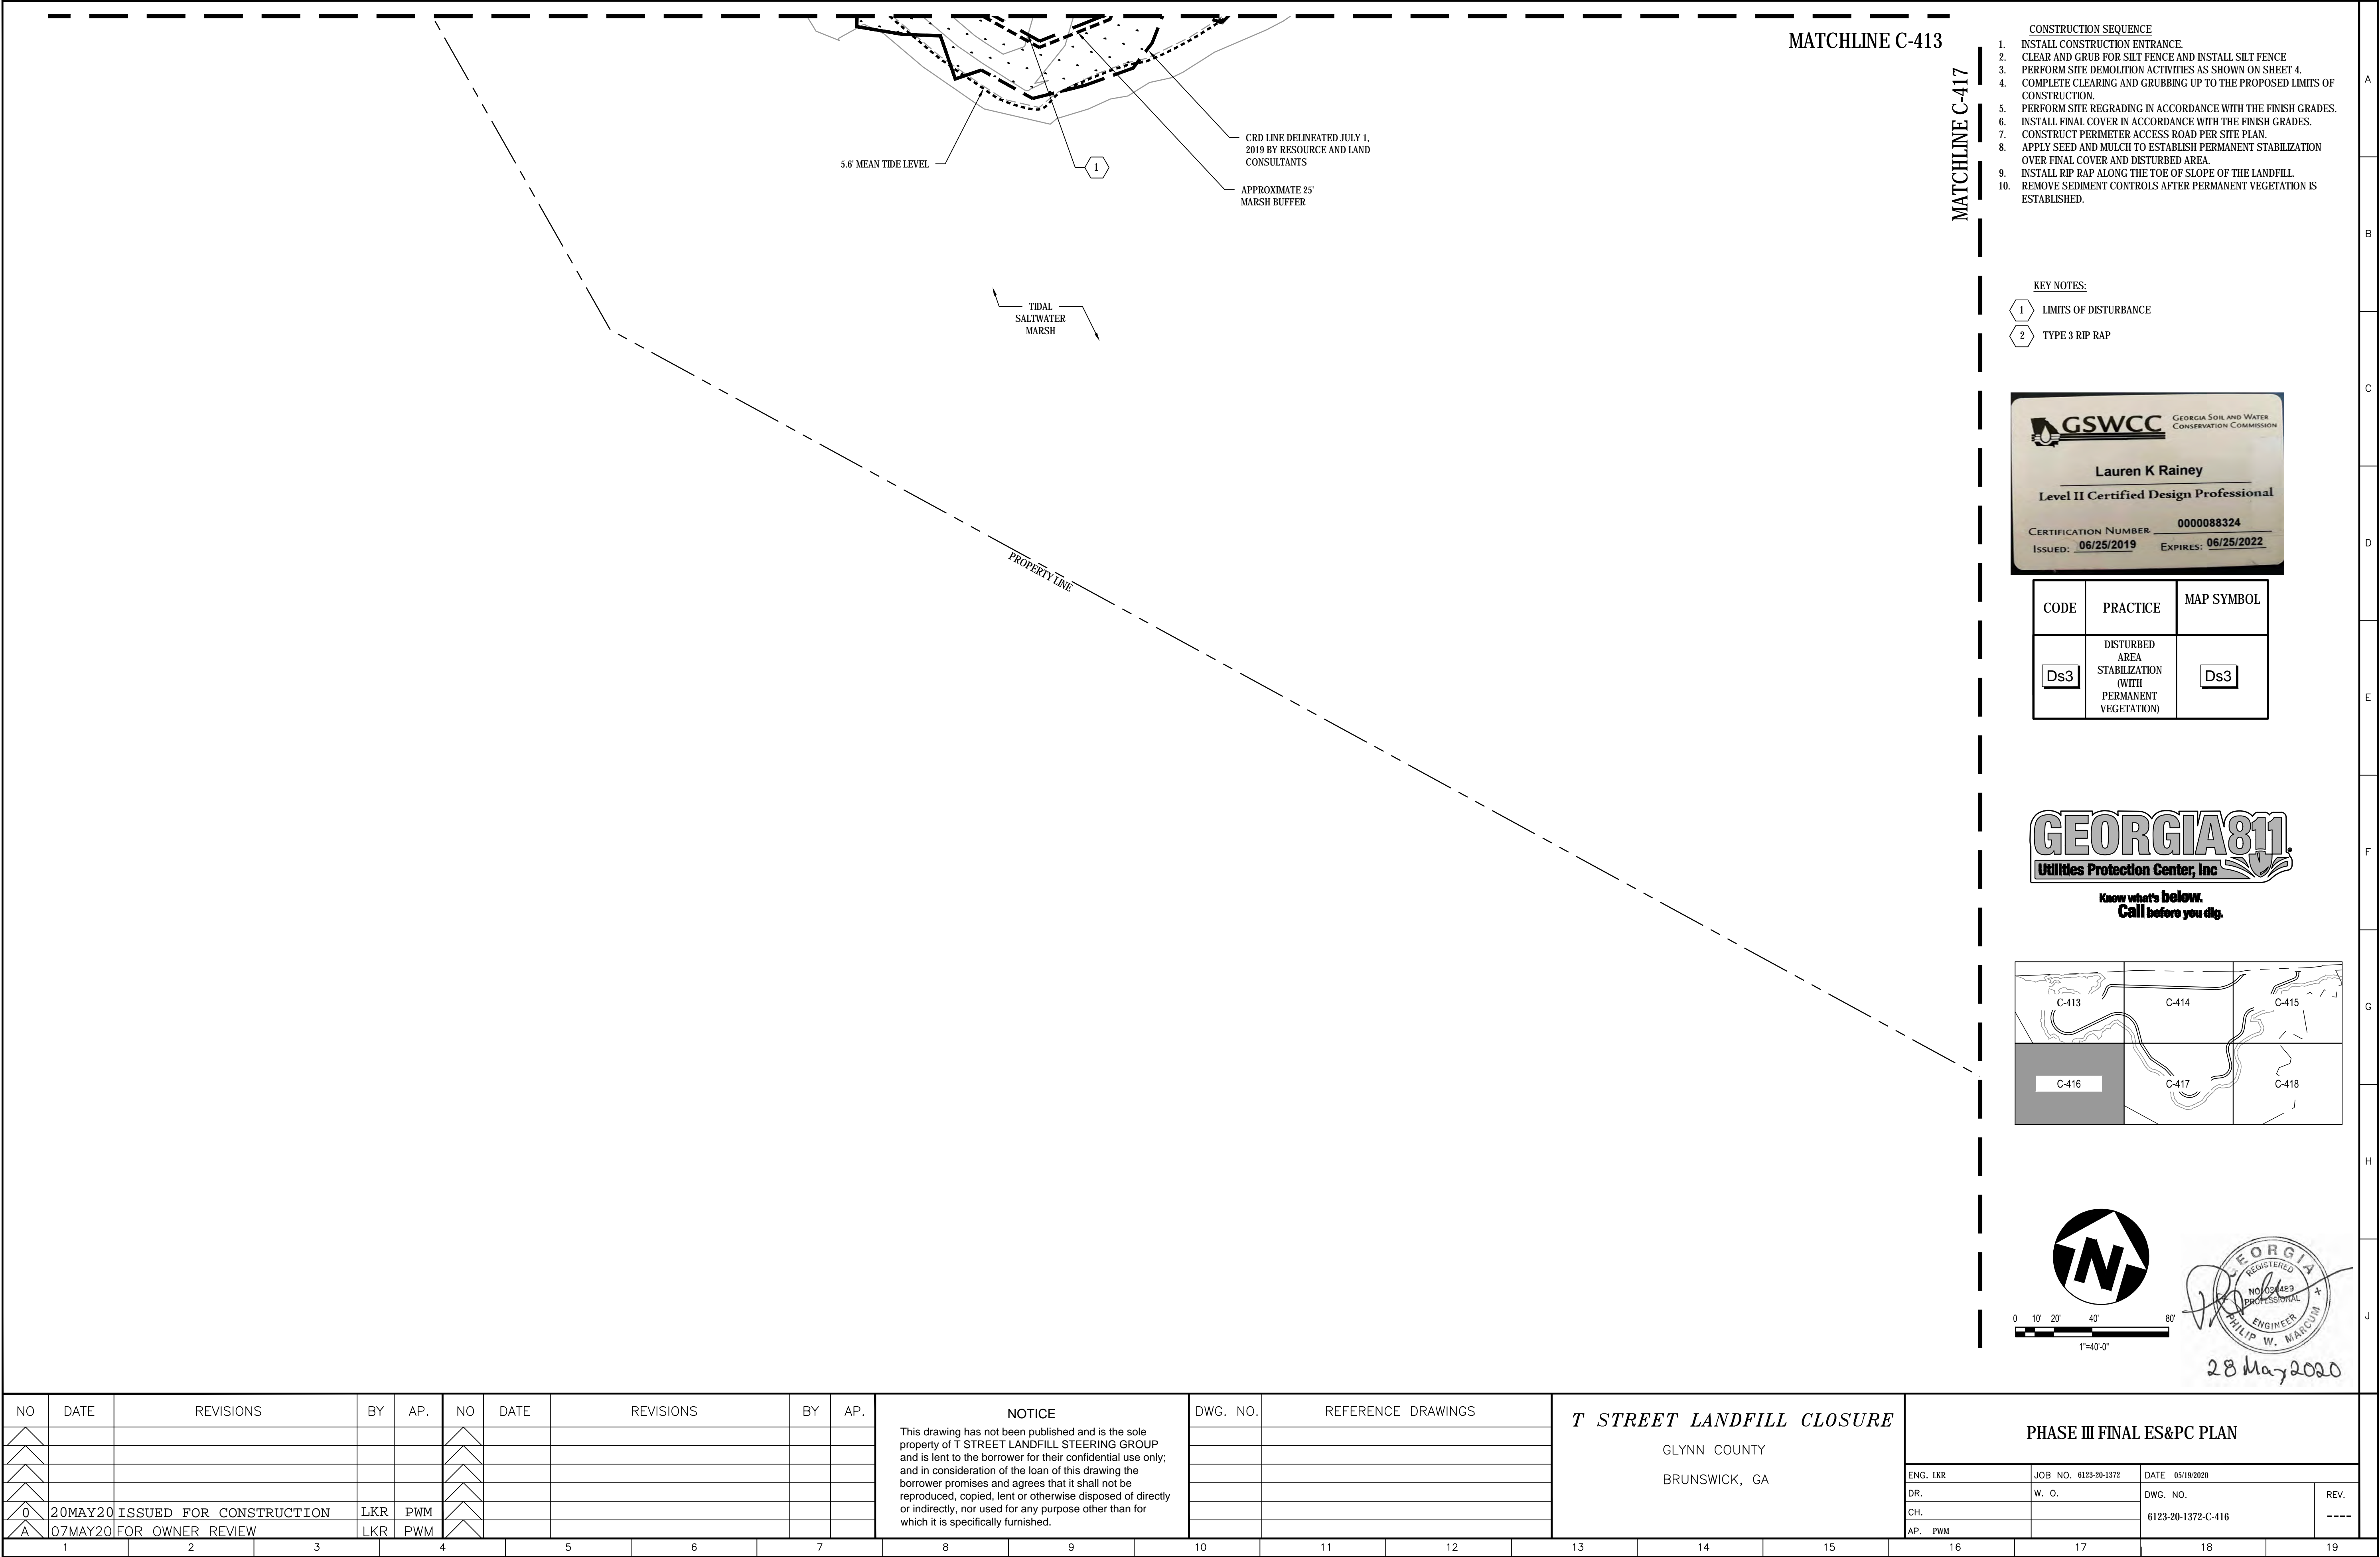 MATCHLINE C-413
MATCHLINE C-417
5.6' MEAN TIDE LEVEL
1
CRD LINE DELINEATED JULY 1,
2019 BY RESOURCE AND LAND
CONSULTANTS
APPROXIMATE 25'
MARSH BUFFER
TIDAL
SALTWATER
MARSH
PROPERTY LINE
CONSTRUCTION SEQUENCE
1. INSTALL CONSTRUCTION ENTRANCE.
2. CLEAR AND GRUB FOR SILT FENCE AND INSTALL SILT FENCE
3. PERFORM SITE DEMOLITION ACTIVITIES AS SHOWN ON SHEET 4.
4. COMPLETE CLEARING AND GRUBBING UP TO THE PROPOSED LIMITS OF
CONSTRUCTION.
5. PERFORM SITE REGRADING IN ACCORDANCE WITH THE FINISH GRADES.
6. INSTALL FINAL COVER IN ACCORDANCE WITH THE FINISH GRADES.
7. CONSTRUCT PERIMETER ACCESS ROAD PER SITE PLAN.
8. APPLY SEED AND MULCH TO ESTABLISH PERMANENT STABILIZATION
OVER FINAL COVER AND DISTURBED AREA.
9. INSTALL RIP RAP ALONG THE TOE OF SLOPE OF THE LANDFILL.
10. REMOVE SEDIMENT CONTROLS AFTER PERMANENT VEGETATION IS
ESTABLISHED.
KEY NOTES:
1 LIMITS OF DISTURBANCE
2 TYPE 3 RIP RAP
GSWCC GEORGIA SOIL AND WATER
CONSERVATION COMMISSION
Lauren K Rainey
Level II Certified Design Professional
CERTIFICATION NUMBER 0000088324
ISSUED: 06/25/2019 EXPIRES: 06/25/2022
CODE PRACTICE MAP SYMBOL
Ds3
DISTURBED
AREA
STABILIZATION
(WITH
PERMANENT
VEGETATION)
Ds3
GEORGIA811
Utilities Protection Center, Inc
Know what's below.
Call before you dig.
C-413 C-414 C-415
C-416 C-417 C-418
N
0 10' 20' 40' 80'
1"=40'-0"
GEORGIA
REGISTERED
PROFESSIONAL
ENGINEER
PHILIP W. MARCUM
28 May 2020
A
B
C
D
E
F
G
H
J
NO DATE REVISIONS BY AP. NO DATE REVISIONS BY AP.
0 20MAY20 ISSUED FOR CONSTRUCTION LKR PWM
A 07MAY20 FOR OWNER REVIEW LKR PWM
NOTICE
This drawing has not been published and is the sole
property of T STREET LANDFILL STEERING GROUP
and is lent to the borrower for their confidential use only;
and in consideration of the loan of this drawing the
borrower promises and agrees that it shall not be
reproduced, copied, lent or otherwise disposed of directly
or indirectly, nor used for any purpose other than for
which it is specifically furnished.
DWG. NO. REFERENCE DRAWINGS
T STREET LANDFILL CLOSURE
GLYNN COUNTY
BRUNSWICK, GA
PHASE III FINAL ES&PC PLAN
ENG. LKR JOB NO. 6123-20-1372 DATE 05/19/2020
DR. W. O. DWG. NO. REV.
CH. 6123-20-1372-C-416 ----
AP. PWM
1 2 3 4 5 6 7 8 9 10 11 12 13 14 15 16 17 18 19